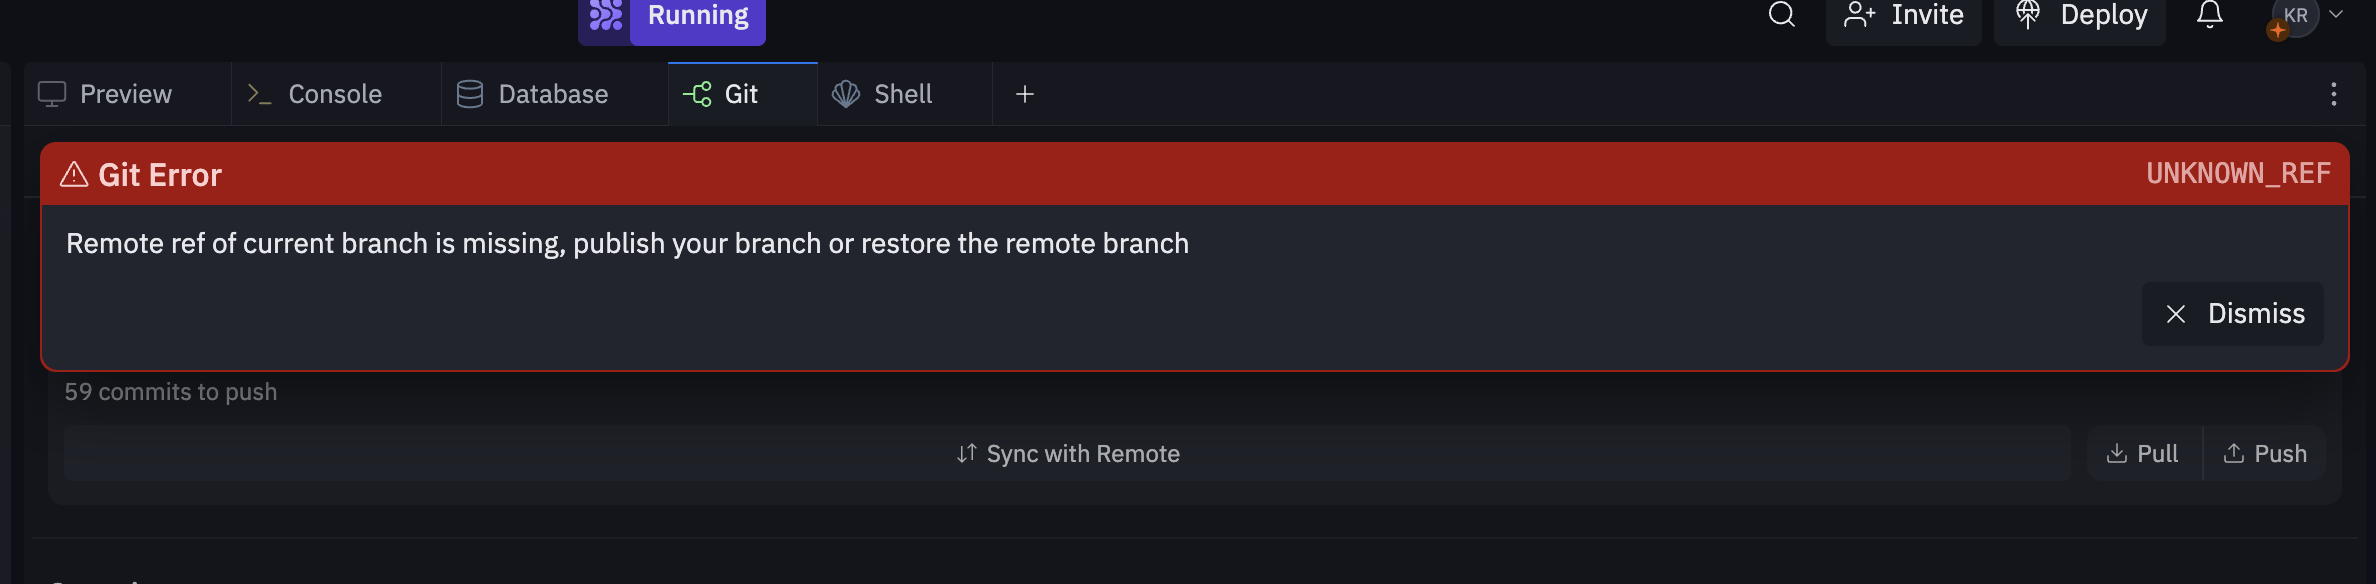 Running
Invite
Deploy
KR
Preview
Console
Database
Git
Shell
Git Error
UNKNOWN_REF
Remote ref of current branch is missing, publish your branch or restore the remote branch
Dismiss
59 commits to push
Sync with Remote
Pull
Push